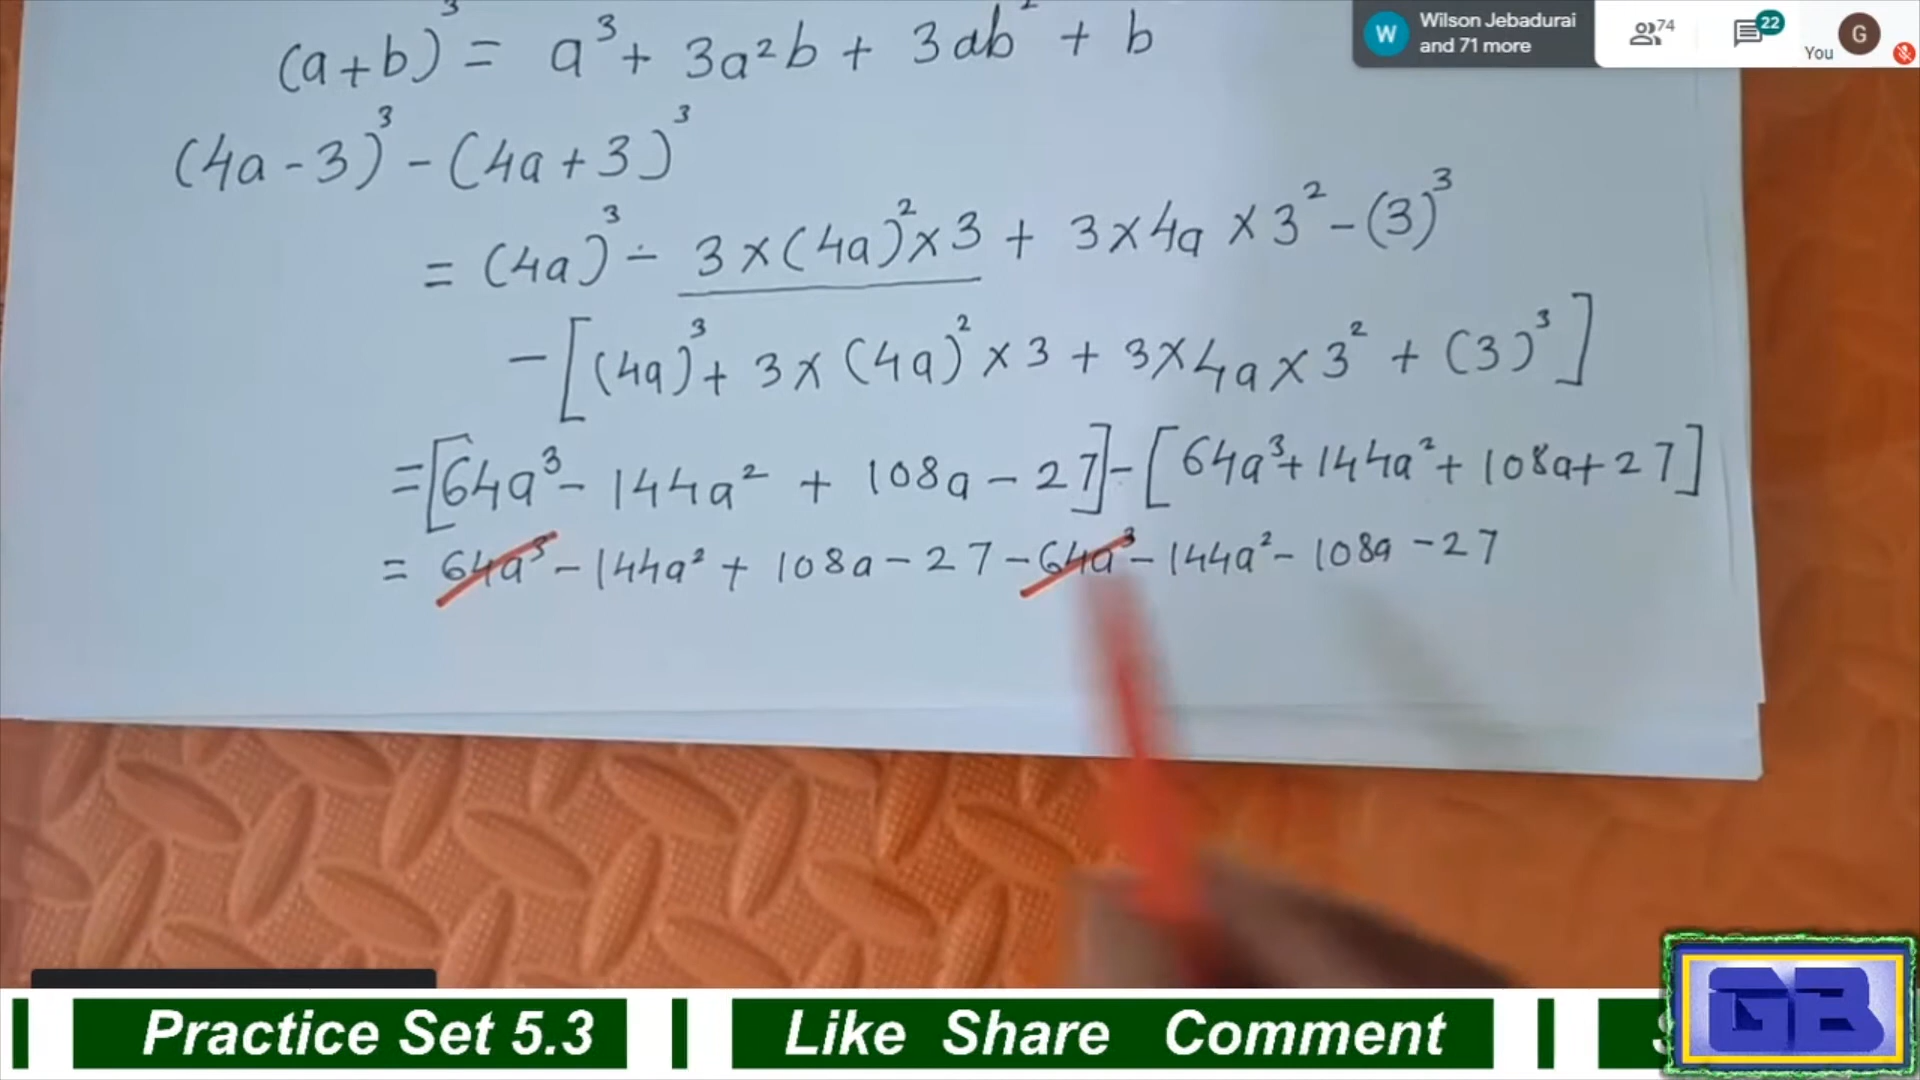 (a+b)³ = a³ + 3a²b + 3ab² + b
(4a-3)³ - (4a+3)³
= (4a)³ - 3×(4a)²×3 + 3×4a×3² - (3)³
- [(4a)³ + 3×(4a)²×3 + 3×4a×3² + (3)³]
= [64a³ - 144a² + 108a - 27] - [64a³ + 144a² + 108a + 27]
= 64a³ - 144a² + 108a - 27 - 64a³ - 144a² - 108a - 27
W
Wilson Jebadurai
and 71 more
74
22
You
G
Practice Set 5.3
Like Share Comment
GB